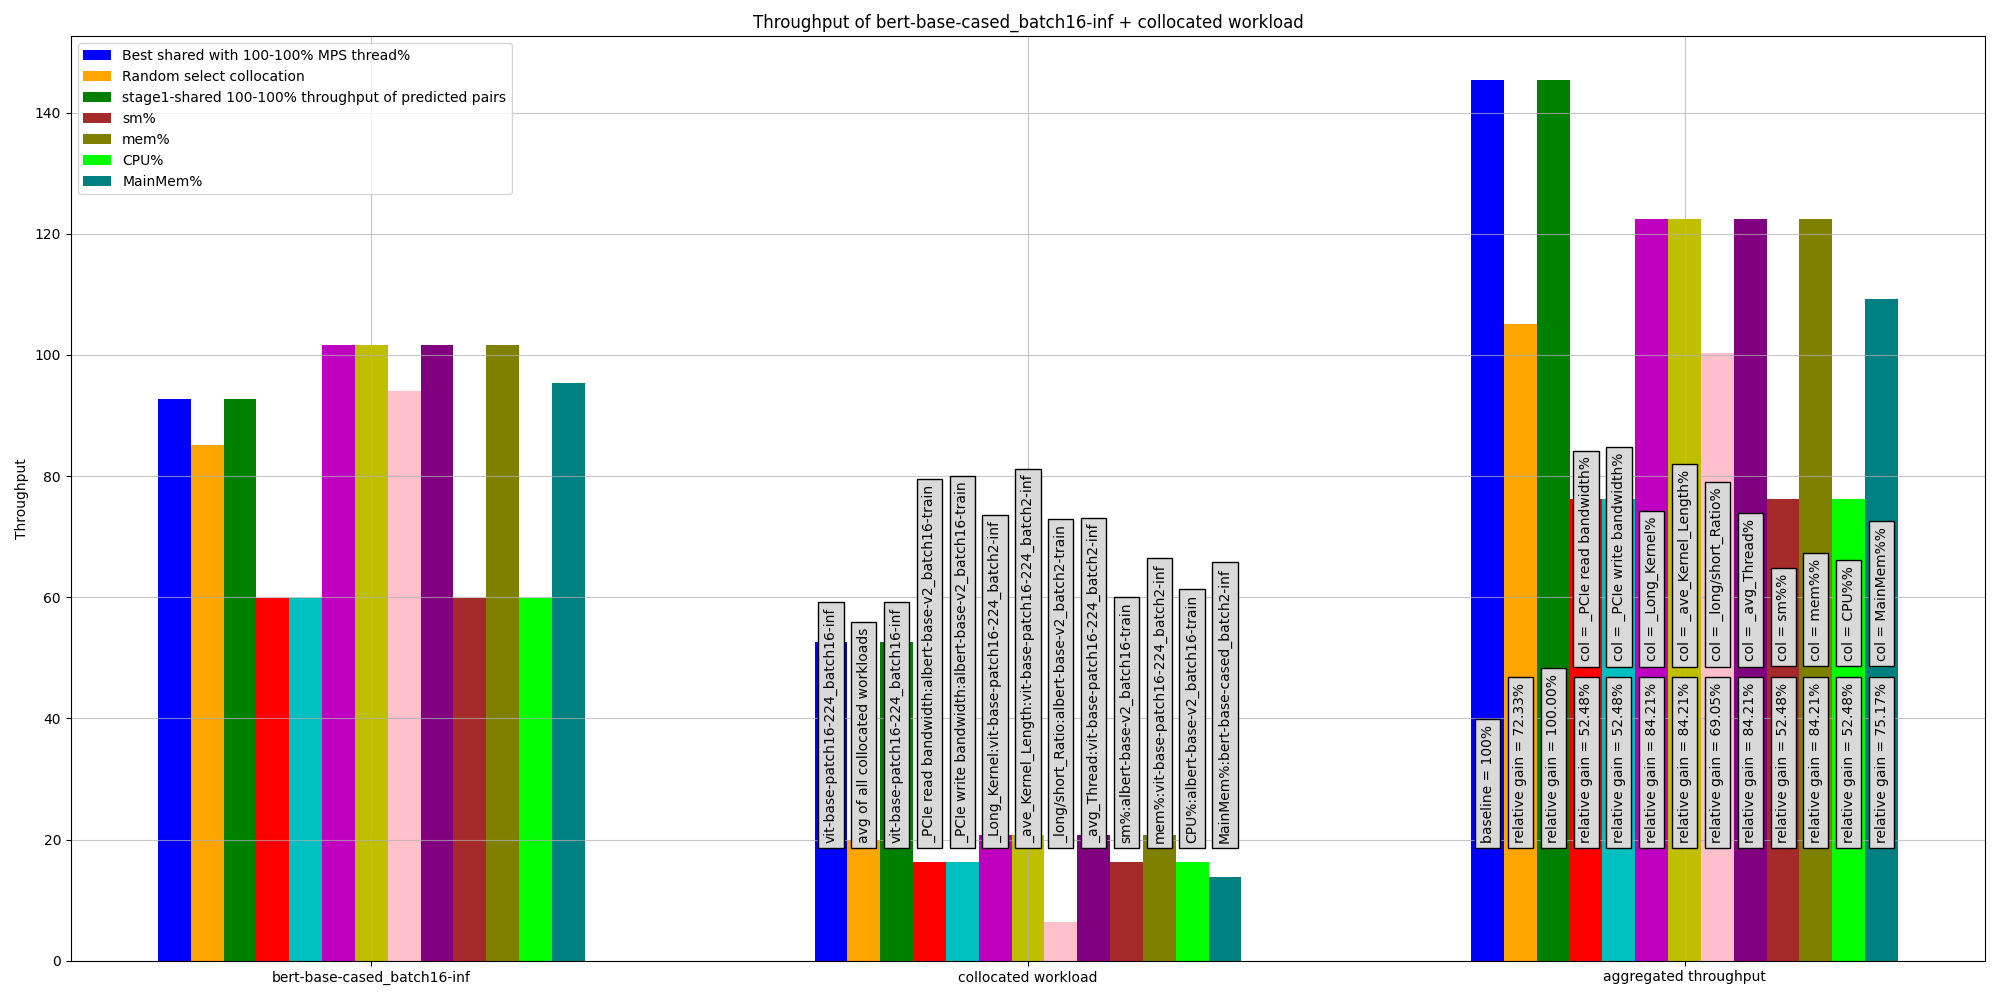 Throughput of bert-base-cased_batch16-inf + collocated workload
Best shared with 100-100% MPS thread%
Random select collocation
stage1-shared 100-100% throughput of predicted pairs
sm%
mem%
CPU%
MainMem%
Throughput
140
120
100
80
60
40
20
0
vit-base-patch16-224_batch16-inf
avg of all collocated workloads
vit-base-patch16-224_batch16-inf
_PCIe read bandwidth:albert-base-v2_batch16-train
_PCIe write bandwidth:albert-base-v2_batch16-train
_Long_Kernel:vit-base-patch16-224_batch2-inf
_ave_Kernel_Length:vit-base-patch16-224_batch2-inf
_long/short_Ratio:albert-base-v2_batch2-train
_avg_Thread:vit-base-patch16-224_batch2-inf
sm%:albert-base-v2_batch16-train
mem%:vit-base-patch16-224_batch2-inf
CPU%:albert-base-v2_batch16-train
MainMem%:bert-base-cased_batch2-inf
col = _PCIe read bandwidth%
col = _PCIe write bandwidth%
col = _Long_Kernel%
col = _ave_Kernel_Length%
col = _long/short_Ratio%
col = _avg_Thread%
col = sm%%
col = mem%%
col = CPU%%
col = MainMem%%
baseline = 100%
relative gain = 72.33%
relative gain = 100.00%
relative gain = 52.48%
relative gain = 52.48%
relative gain = 84.21%
relative gain = 84.21%
relative gain = 69.05%
relative gain = 84.21%
relative gain = 52.48%
relative gain = 84.21%
relative gain = 52.48%
relative gain = 75.17%
bert-base-cased_batch16-inf
collocated workload
aggregated throughput